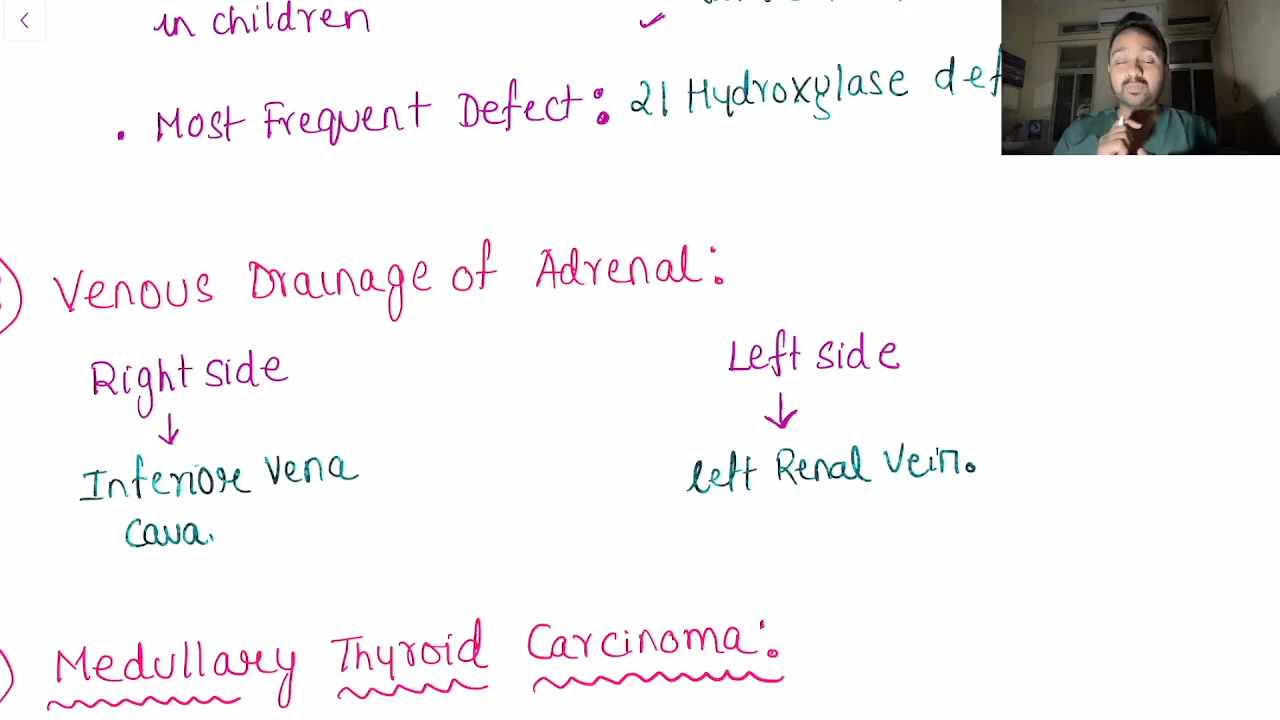 in children
• Most Frequent Defect: 21 Hydroxylase def
Venous Drainage of Adrenal:
Right side
Left side
↓
↓
Inferiore Vena
Cava.
left Renal Vein.
Medullary Thyroid Carcinoma: